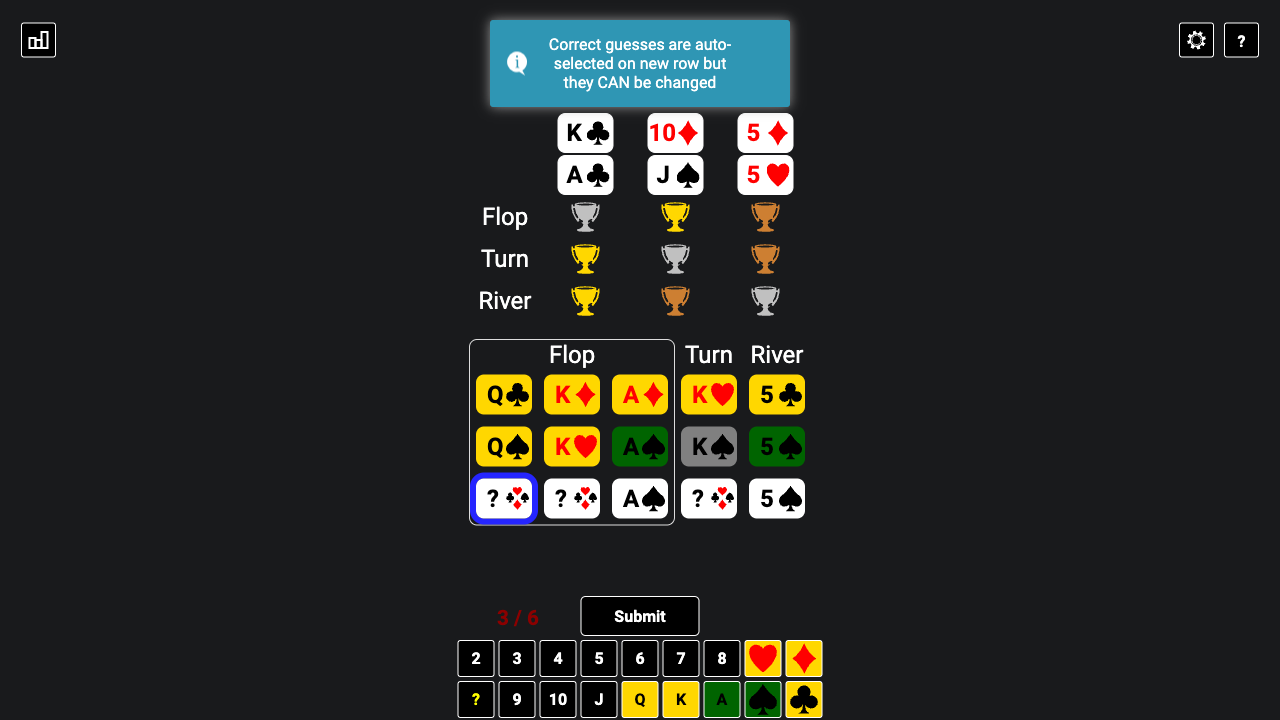 Correct guesses are auto-
selected on new row but
they CAN be changed
?
K 10 5
A J 5
Flop
Turn
River
Flop Turn River
Q K A K 5
Q K A K 5
? ? A ? 5
3 / 6 Submit
2 3 4 5 6 7 8
? 9 10 J Q K A